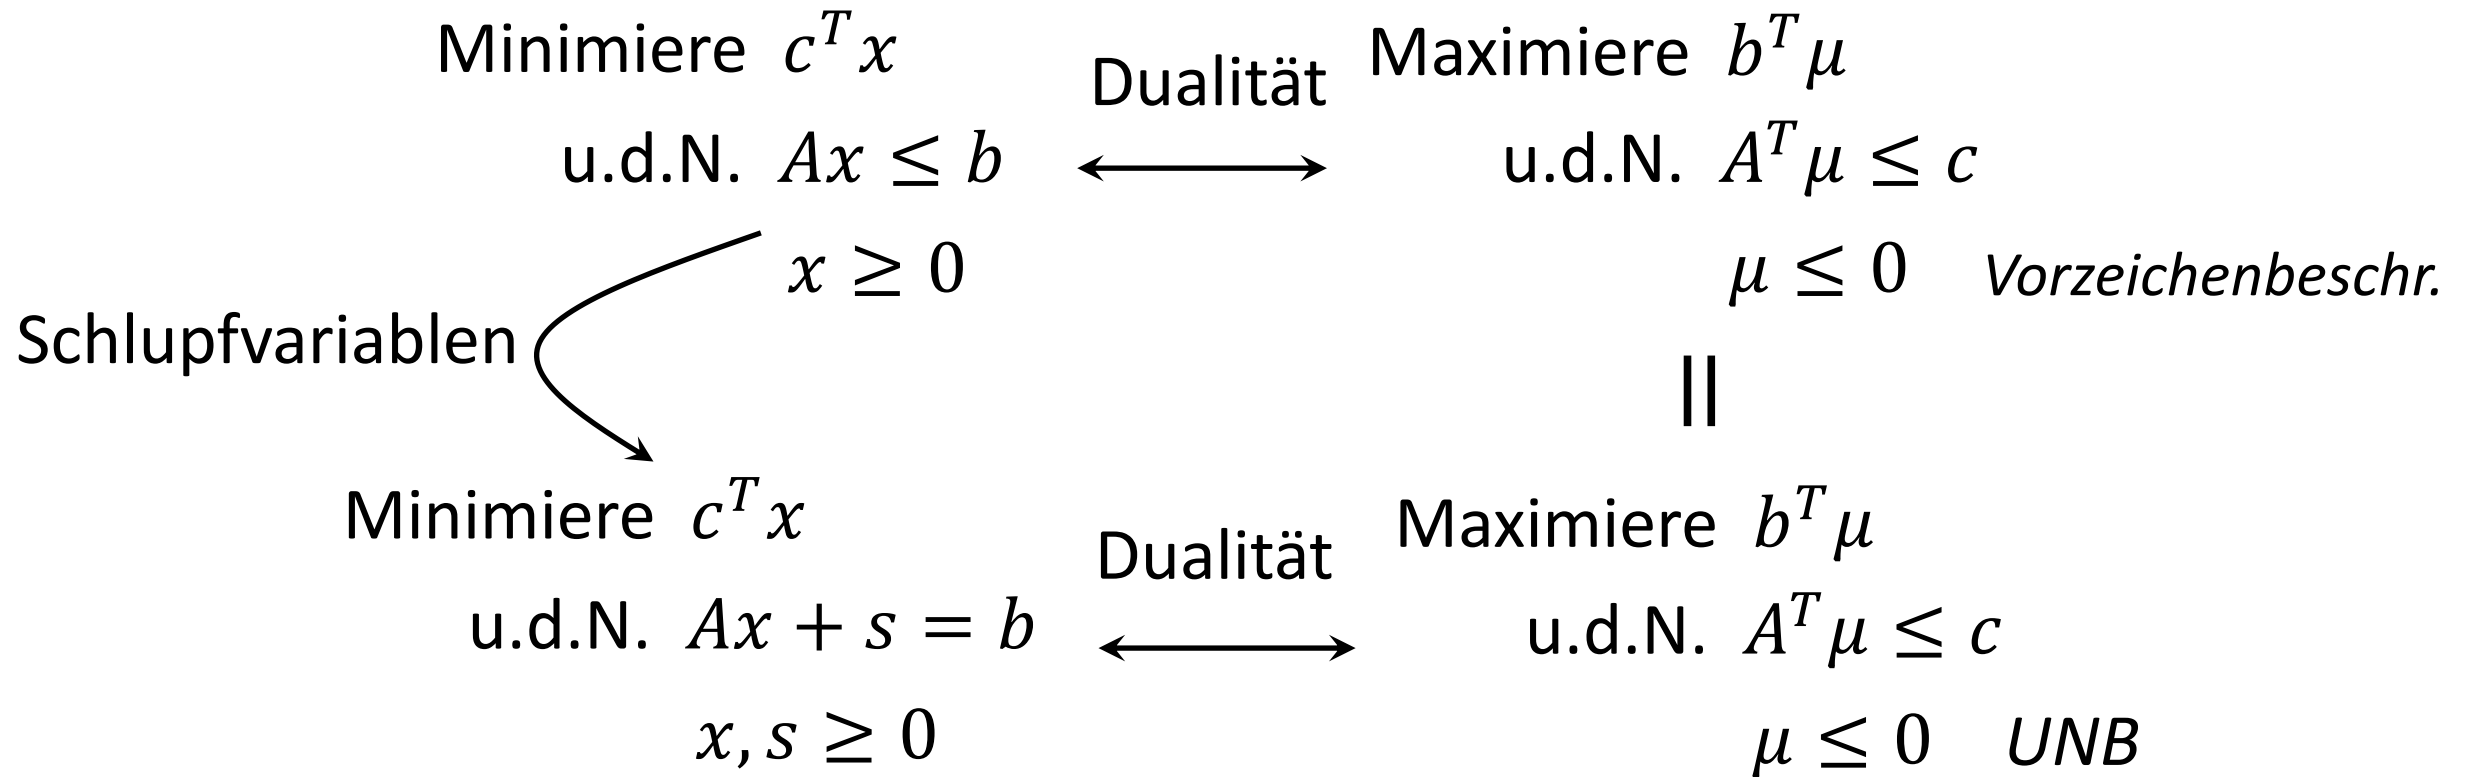 Minimiere c^T x
u.d.N. Ax ≤ b
x ≥ 0
Dualität
Maximiere b^T μ
u.d.N. A^T μ ≤ c
μ ≤ 0 Vorzeichenbeschr.
Schlupfvariablen
||
Minimiere c^T x
u.d.N. Ax + s = b
x, s ≥ 0
Dualität
Maximiere b^T μ
u.d.N. A^T μ ≤ c
μ ≤ 0 UNB